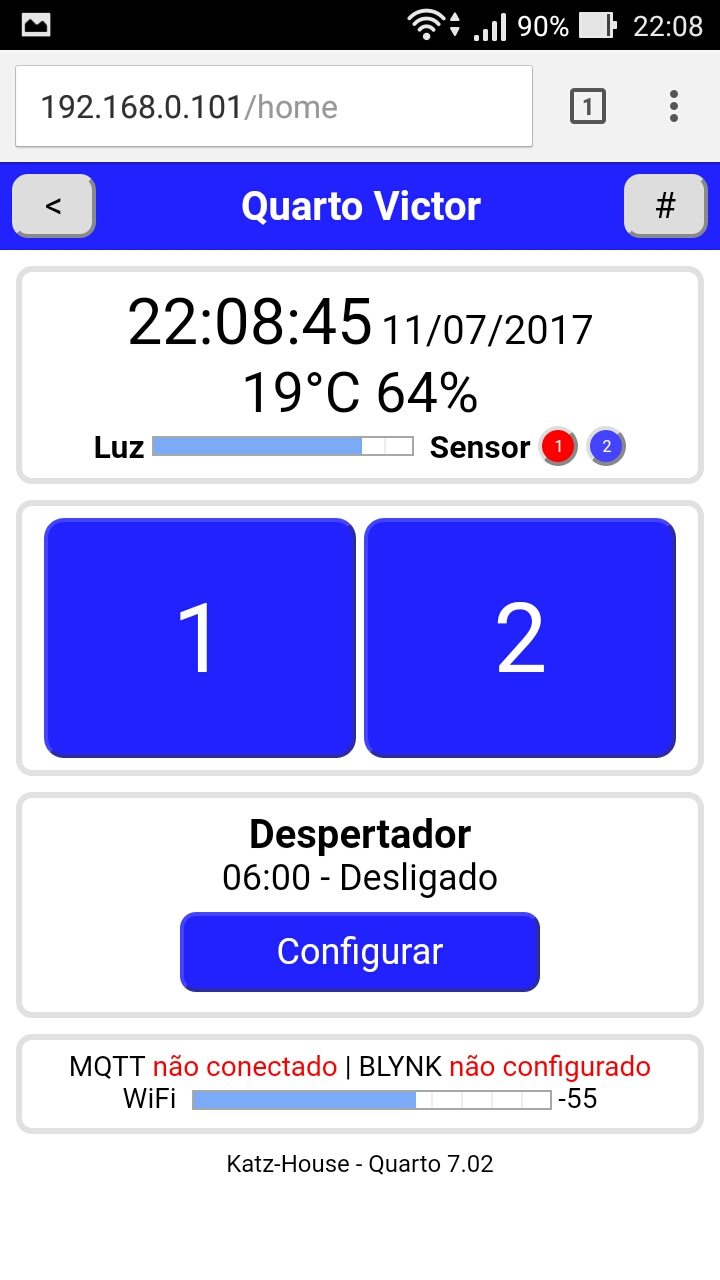 90% 22:08
192.168.0.101/home 1
< Quarto Victor #
22:08:45 11/07/2017
19°C 64%
Luz Sensor 1 2
1 2
Despertador
06:00 - Desligado
Configurar
MQTT não conectado | BLYNK não configurado
WiFi -55
Katz-House - Quarto 7.02